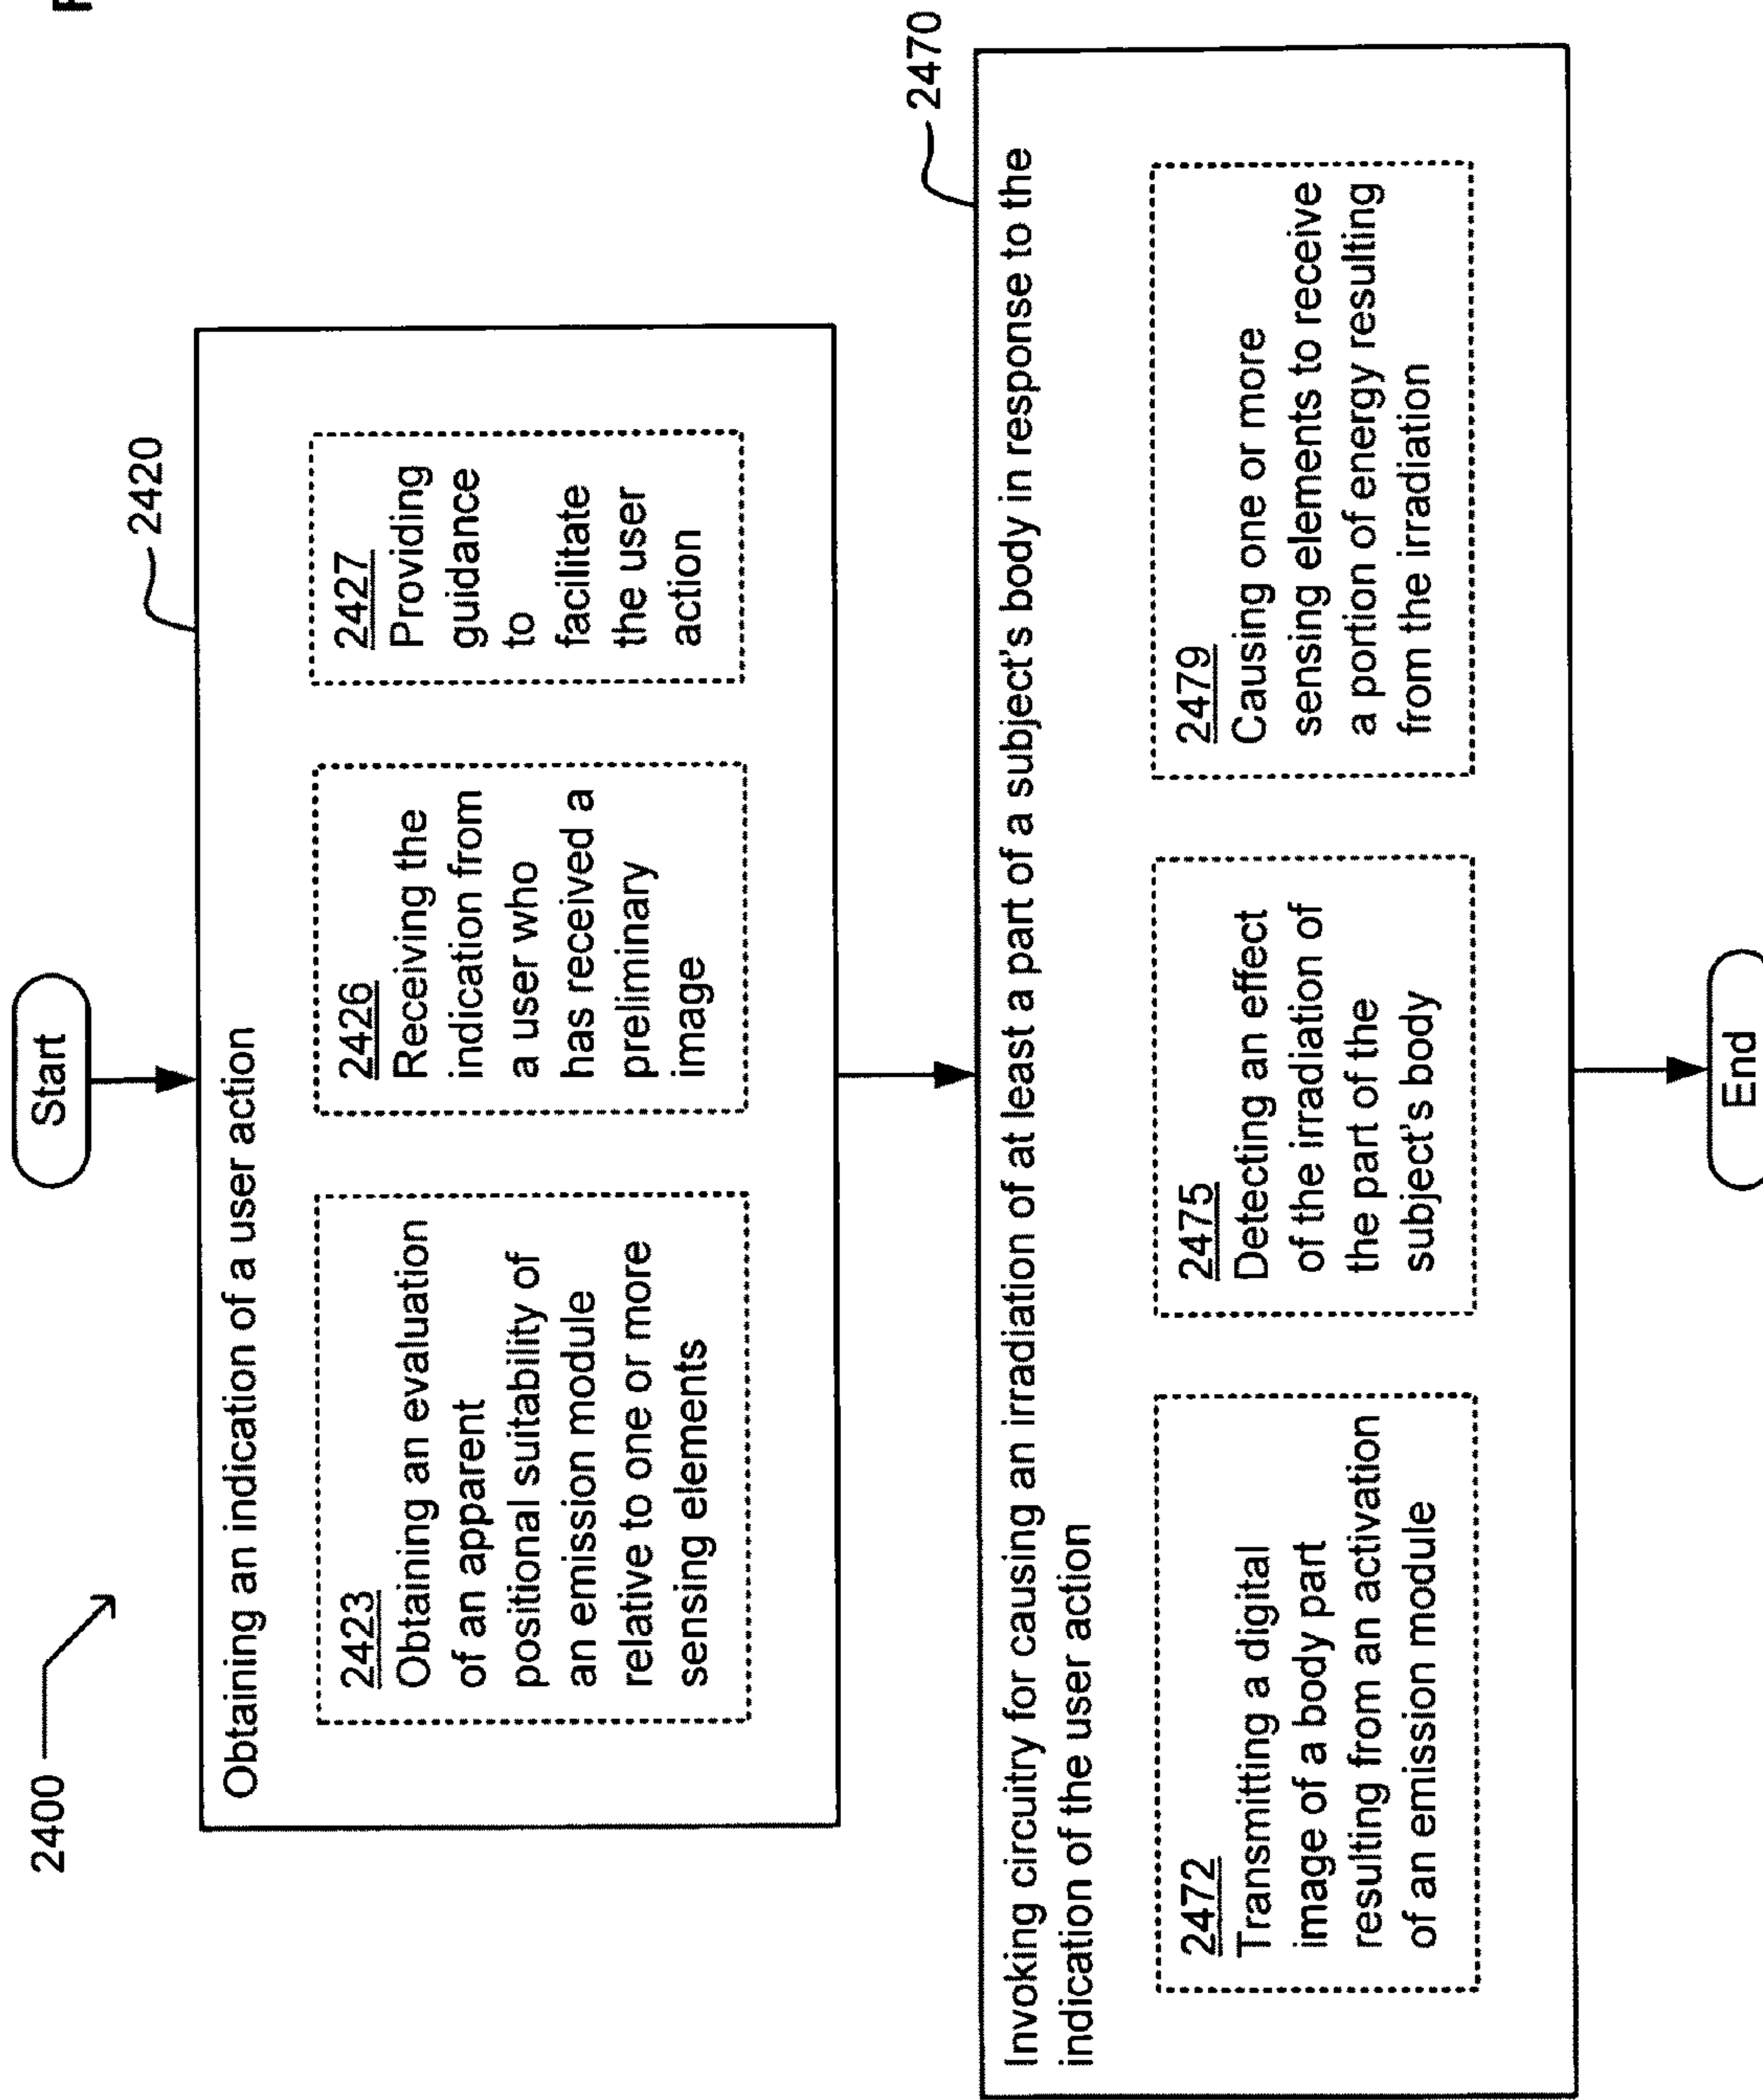 2400
Start
2420
Obtaining an indication of a user action
2423
Obtaining an evaluation
of an apparent
positional suitability of
an emission module
relative to one or more
sensing elements
2426
Receiving the
indication from
a user who
has received a
preliminary
image
2427
Providing
guidance
to
facilitate
the user
action
2470
Invoking circuitry for causing an irradiation of at least a part of a subject's body in response to the
indication of the user action
2472
Transmitting a digital
image of a body part
resulting from an activation
of an emission module
2475
Detecting an effect
of the irradiation of
the part of the
subject's body
2479
Causing one or more
sensing elements to receive
a portion of energy resulting
from the irradiation
End